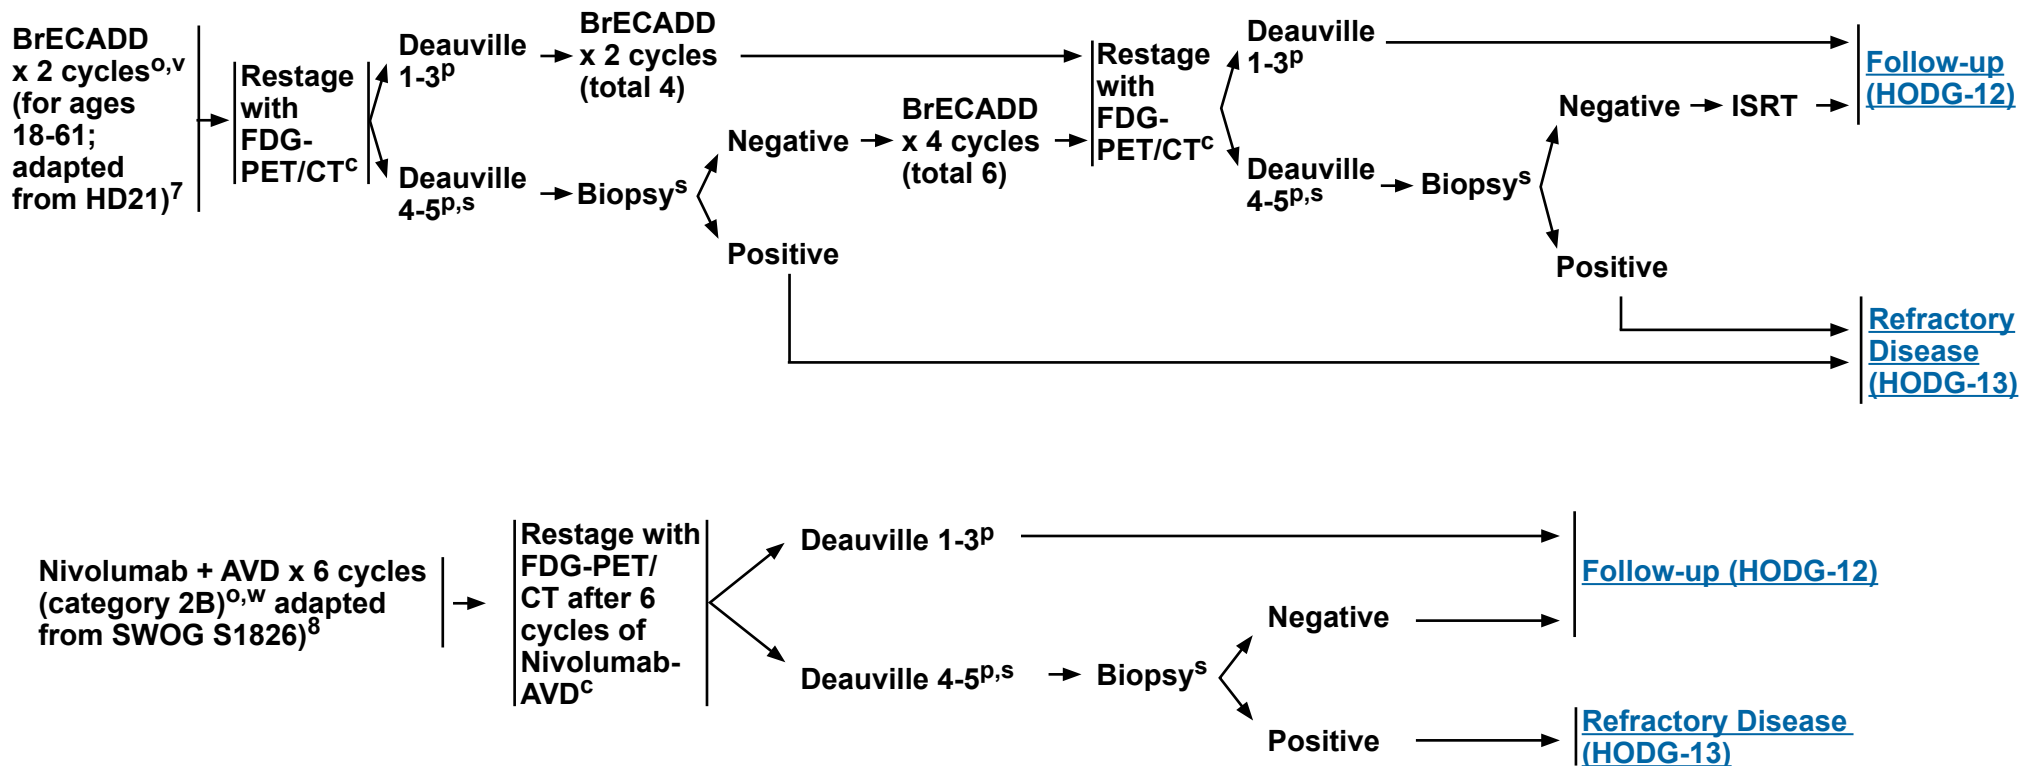 BrECADD
x 2 cycleso,v
(for ages
18-61;
adapted
from HD21)7
Restage
with
FDG-
PET/CTc
Deauville
1-3p
BrECADD
x 2 cycles
(total 4)
Deauville
4-5p,s
Biopsys
Negative
BrECADD
x 4 cycles
(total 6)
Positive
Restage
with
FDG-
PET/CTc
Deauville
1-3p
Deauville
4-5p,s
Biopsys
Negative
ISRT
Positive
Follow-up
(HODG-12)
Refractory
Disease
(HODG-13)
Nivolumab + AVD x 6 cycles
(category 2B)o,w adapted
from SWOG S1826)8
Restage with
FDG-PET/
CT after 6
cycles of
Nivolumab-
AVDc
Deauville 1-3p
Deauville 4-5p,s
Biopsys
Negative
Positive
Follow-up (HODG-12)
Refractory Disease
(HODG-13)